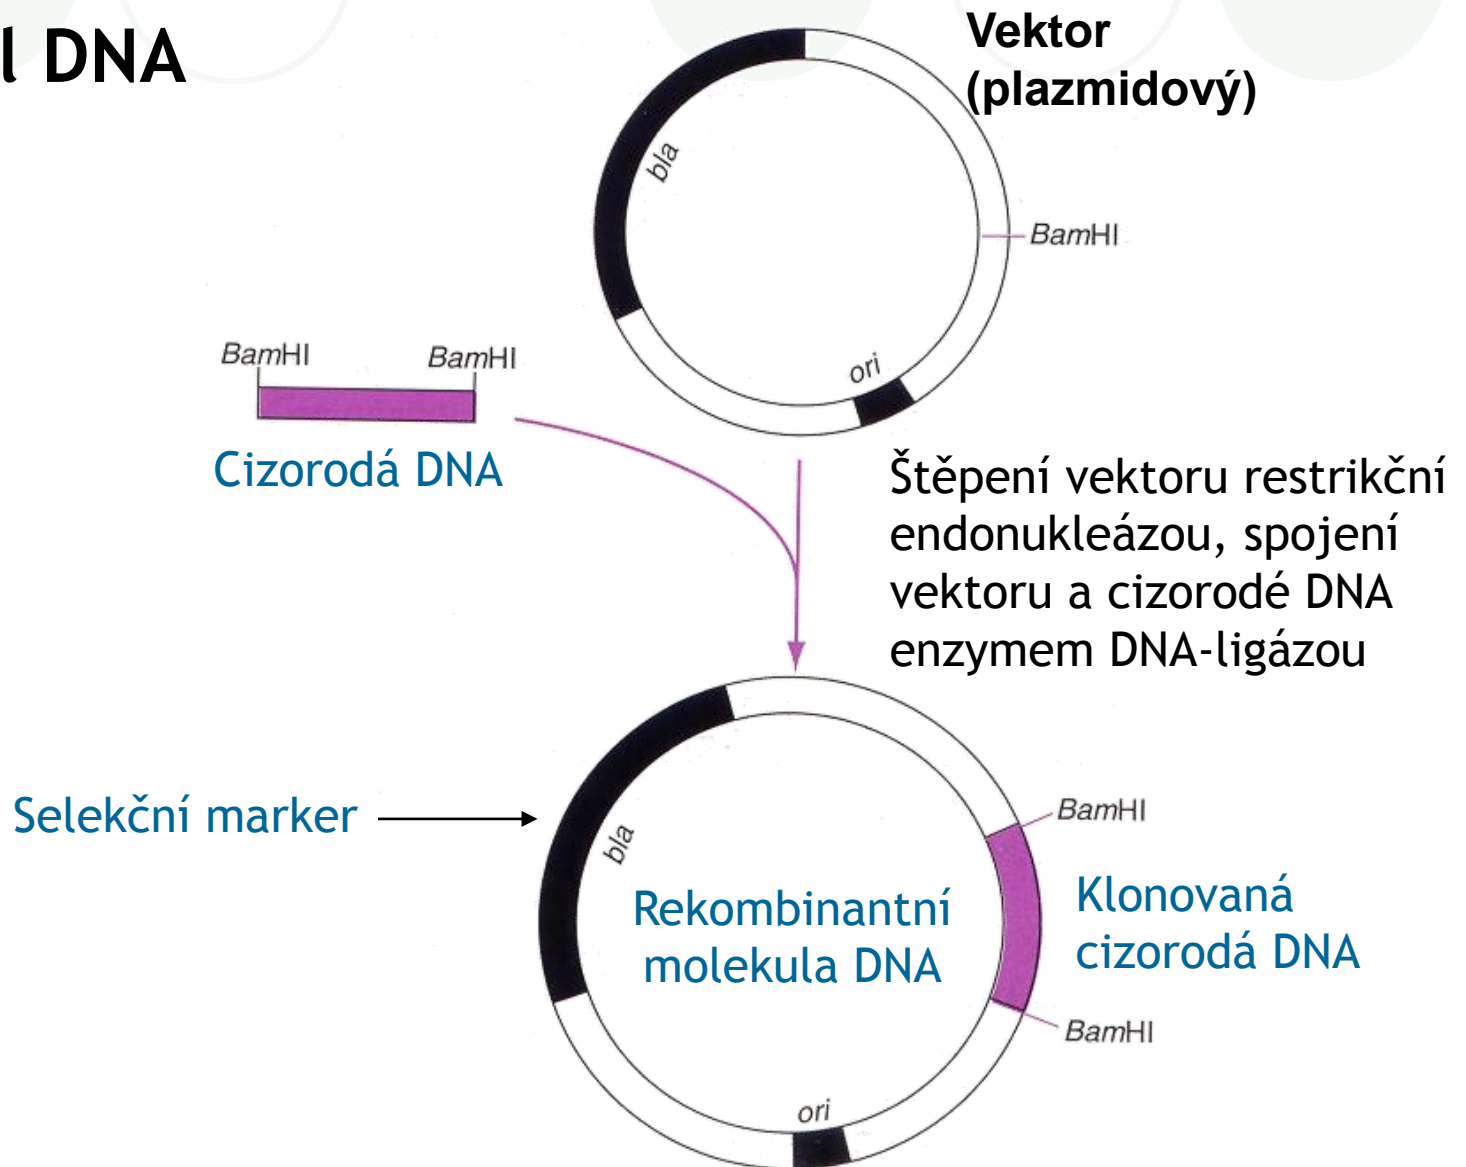 l DNA
Vektor
(plazmidový)
bla
BamHI
BamHI
BamHI
ori
Cizorodá DNA
Štěpení vektoru restrikční
endonukleázou, spojení
vektoru a cizorodé DNA
enzymem DNA-ligázou
Selekční marker
bla
BamHI
Rekombinantní
molekula DNA
Klonovaná
cizorodá DNA
BamHI
ori